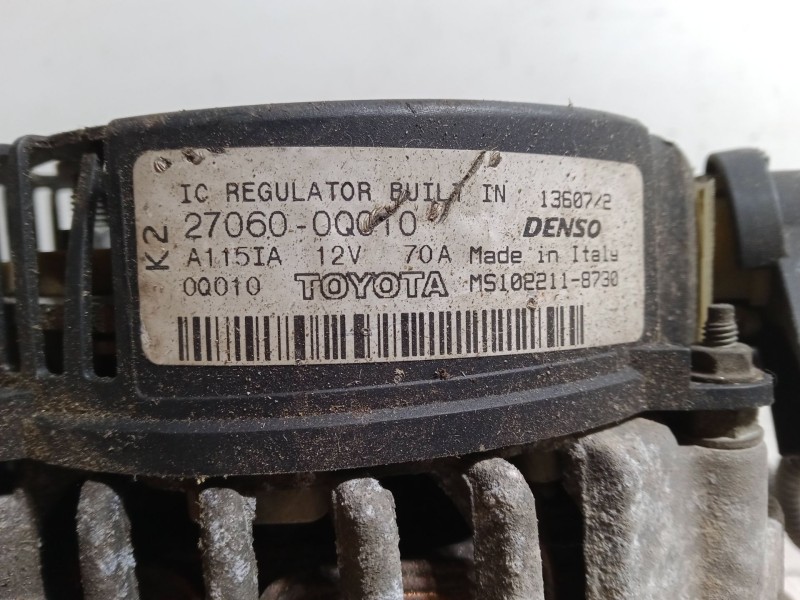 IC REGULATOR BUILT IN 13607/2
K2
27060-0Q010 DENSO
A115IA 12V 70A Made in Italy
0Q010 TOYOTA MS102211-8730